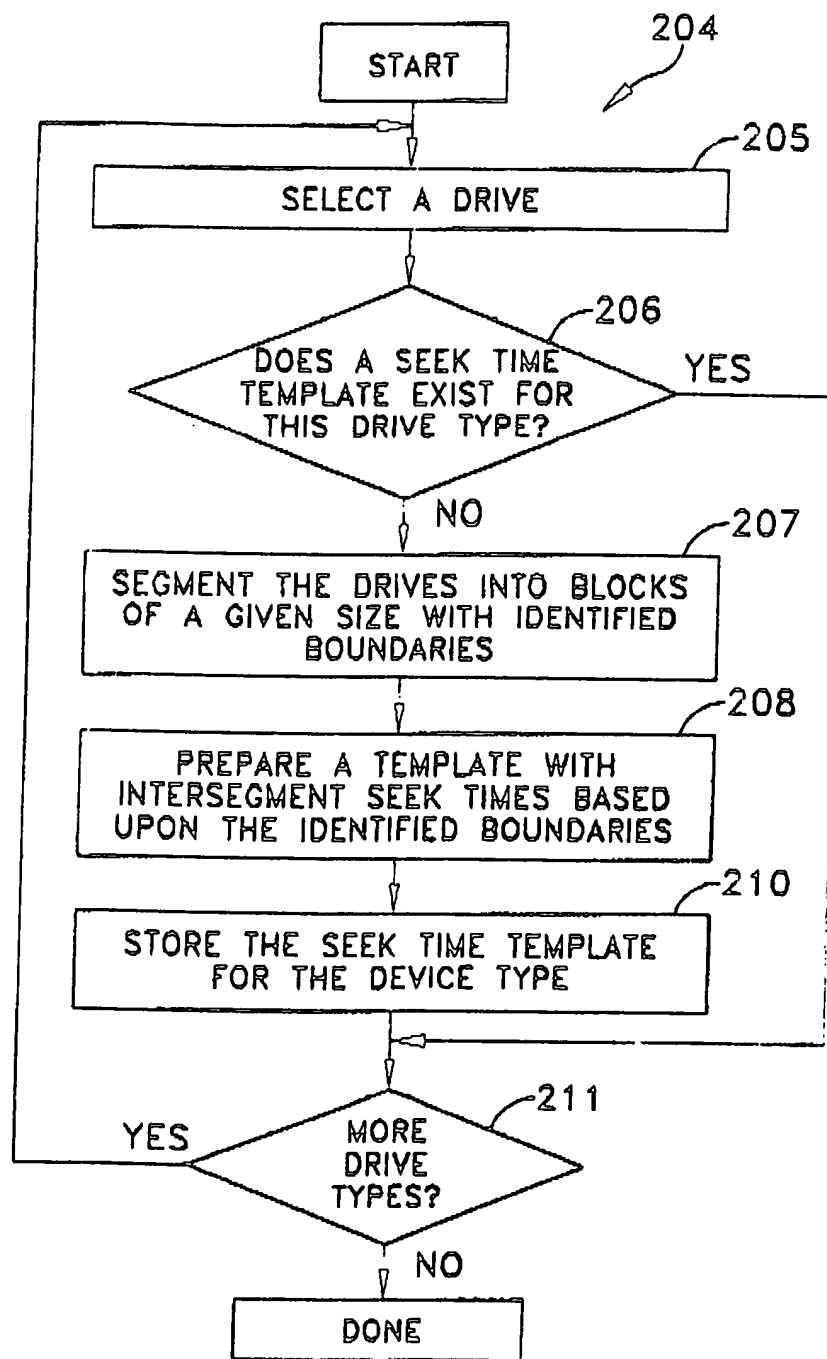 START
204
205
SELECT A DRIVE
206
DOES A SEEK TIME
TEMPLATE EXIST FOR
THIS DRIVE TYPE?
YES
NO
207
SEGMENT THE DRIVES INTO BLOCKS
OF A GIVEN SIZE WITH IDENTIFIED
BOUNDARIES
208
PREPARE A TEMPLATE WITH
INTERSEGMENT SEEK TIMES BASED
UPON THE IDENTIFIED BOUNDARIES
210
STORE THE SEEK TIME TEMPLATE
FOR THE DEVICE TYPE
211
YES
MORE
DRIVE
TYPES?
NO
DONE